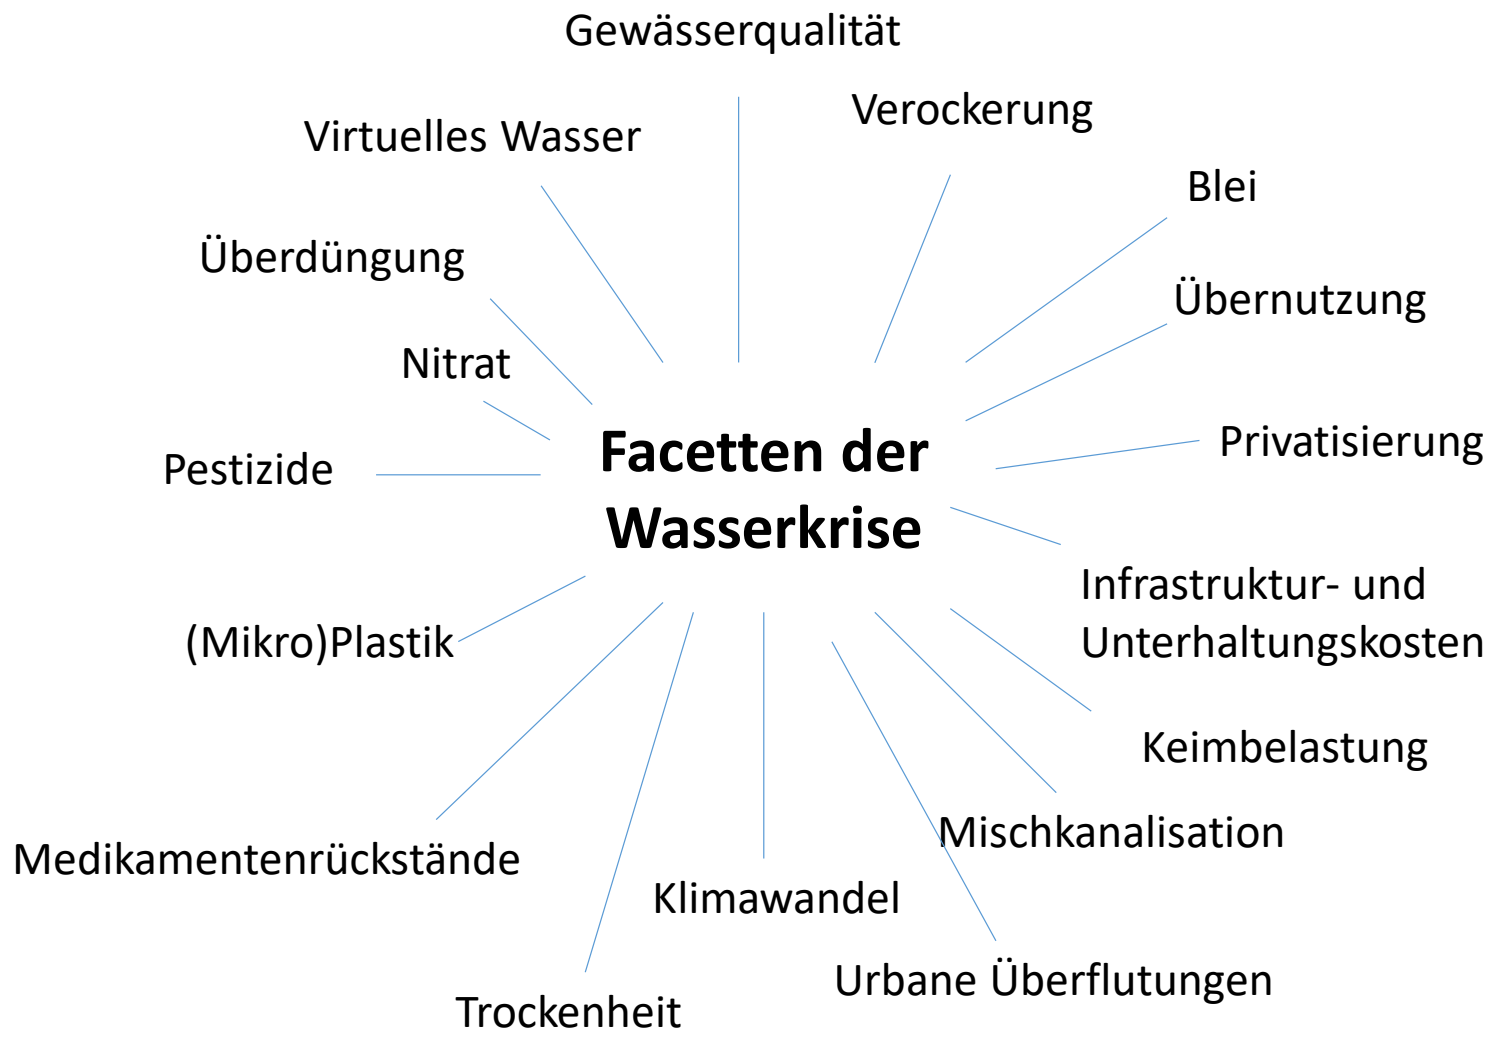 Gewässerqualität
Verockerung
Virtuelles Wasser
Blei
Überdüngung
Übernutzung
Nitrat
Privatisierung
Pestizide
Facetten der
Wasserkrise
Infrastruktur- und
Unterhaltungskosten
(Mikro)Plastik
Keimbelastung
Mischkanalisation
Medikamentenrückstände
Klimawandel
Urbane Überflutungen
Trockenheit